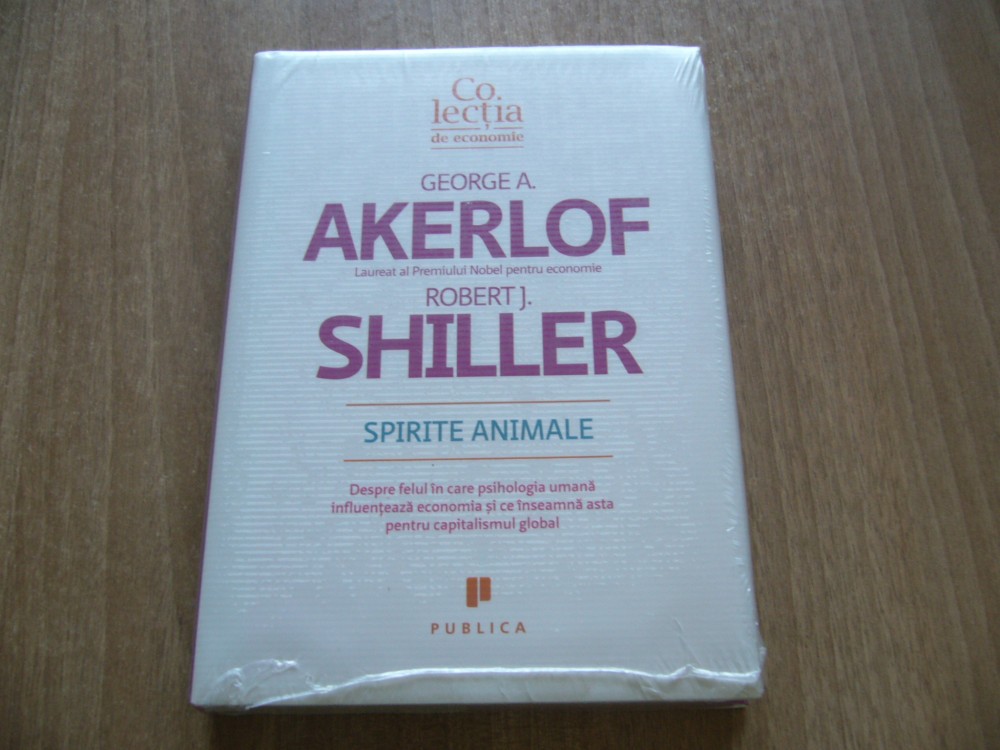 Co.
lecția
de economie
GEORGE A.
AKERLOF
Laureat al Premiului Nobel pentru economie
ROBERT J.
SHILLER
SPIRITE ANIMALE
Despre felul în care psihologia umană
influențează economia și ce înseamnă asta
pentru capitalismul global
PUBLICA